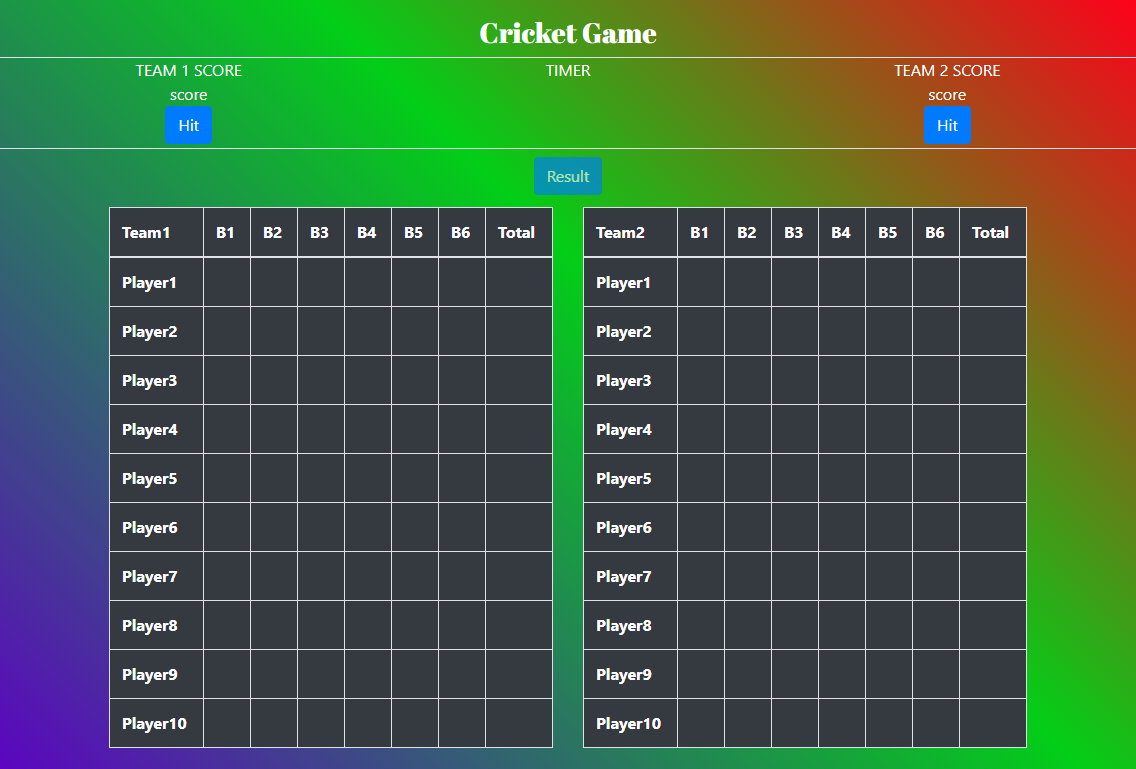 Cricket Game
TEAM 1 SCORE TIMER TEAM 2 SCORE
score score
Hit Hit
Result
Team1 B1 B2 B3 B4 B5 B6 Total
Player1
Player2
Player3
Player4
Player5
Player6
Player7
Player8
Player9
Player10
Team2 B1 B2 B3 B4 B5 B6 Total
Player1
Player2
Player3
Player4
Player5
Player6
Player7
Player8
Player9
Player10